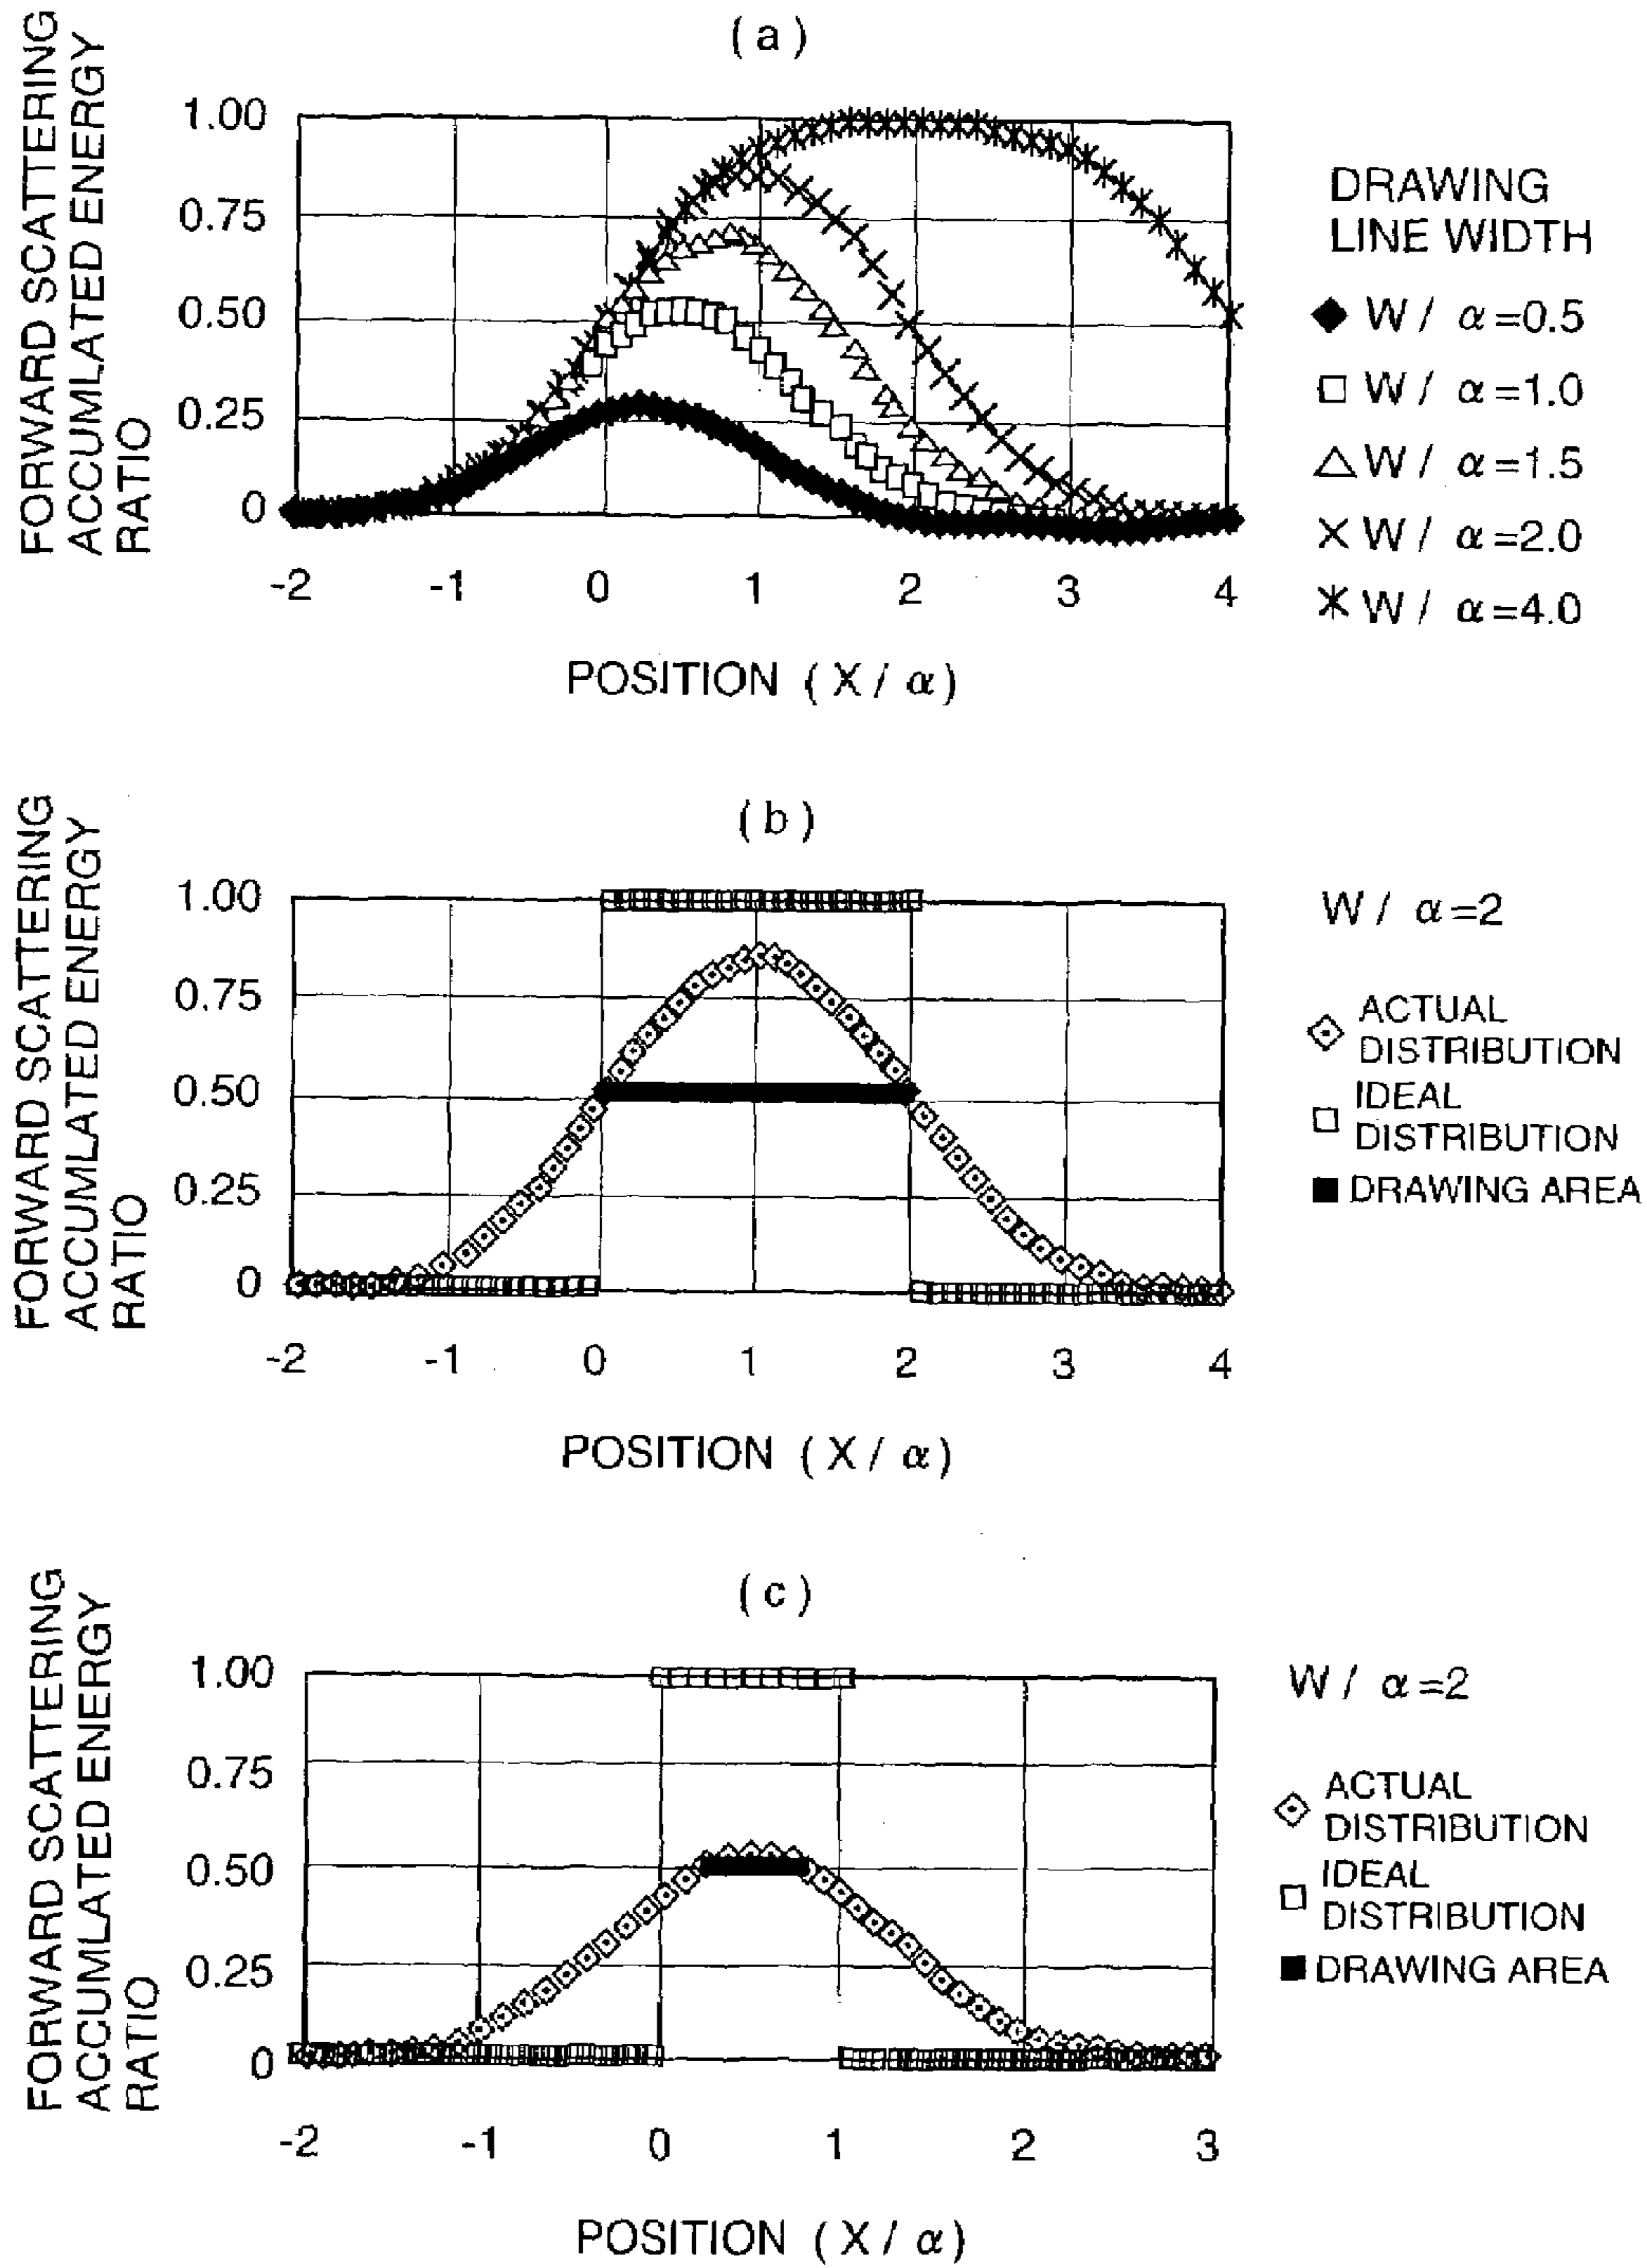 (a)
FORWARD SCATTERING
ACCUMLATED ENERGY
RATIO
1.00
0.75
0.50
0.25
0
-2 -1 0 1 2 3 4
POSITION (X / α)
DRAWING
LINE WIDTH
◆ W / α=0.5
□ W / α=1.0
△ W / α=1.5
× W / α=2.0
✳ W / α=4.0
(b)
FORWARD SCATTERING
ACCUMLATED ENERGY
RATIO
1.00
0.75
0.50
0.25
0
-2 -1 0 1 2 3 4
POSITION (X / α)
W / α=2
ACTUAL
DISTRIBUTION
IDEAL
DISTRIBUTION
■ DRAWING AREA
(c)
FORWARD SCATTERING
ACCUMLATED ENERGY
RATIO
1.00
0.75
0.50
0.25
0
-2 -1 0 1 2 3
POSITION (X / α)
W / α=2
ACTUAL
DISTRIBUTION
IDEAL
DISTRIBUTION
■ DRAWING AREA